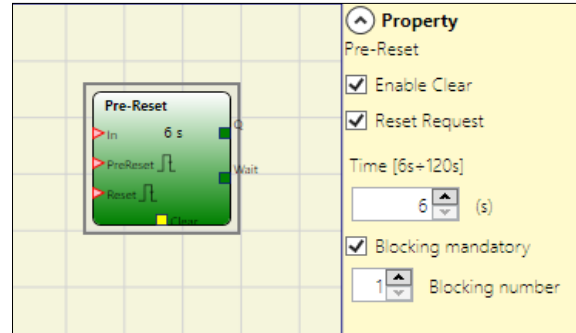 Pre-Reset
In 6 s Q
PreReset
Wait
Reset
Clear
Property
Pre-Reset
Enable Clear
Reset Request
Time [6s÷120s]
6 (s)
Blocking mandatory
1 Blocking number